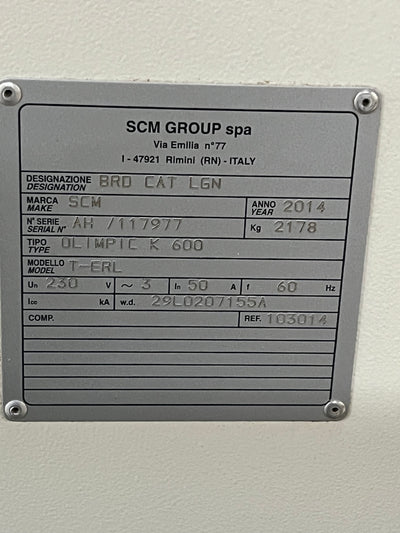 SCM GROUP spa
Via Emilia n°77
I - 47921 Rimini (RN) - ITALY
DESIGNAZIONE DESIGNATION BRD CAT LGN
MARCA MAKE SCM ANNO YEAR 2014
N° SERIE SERIAL N° AH /117977 Kg 2178
TIPO TYPE OLIMPIC K 600
MODELLO MODEL T-ERL
Un 230 V ~ 3 In 50 A f 60 Hz
Icc kA w.d. 29L0207155A
COMP. REF. 103014